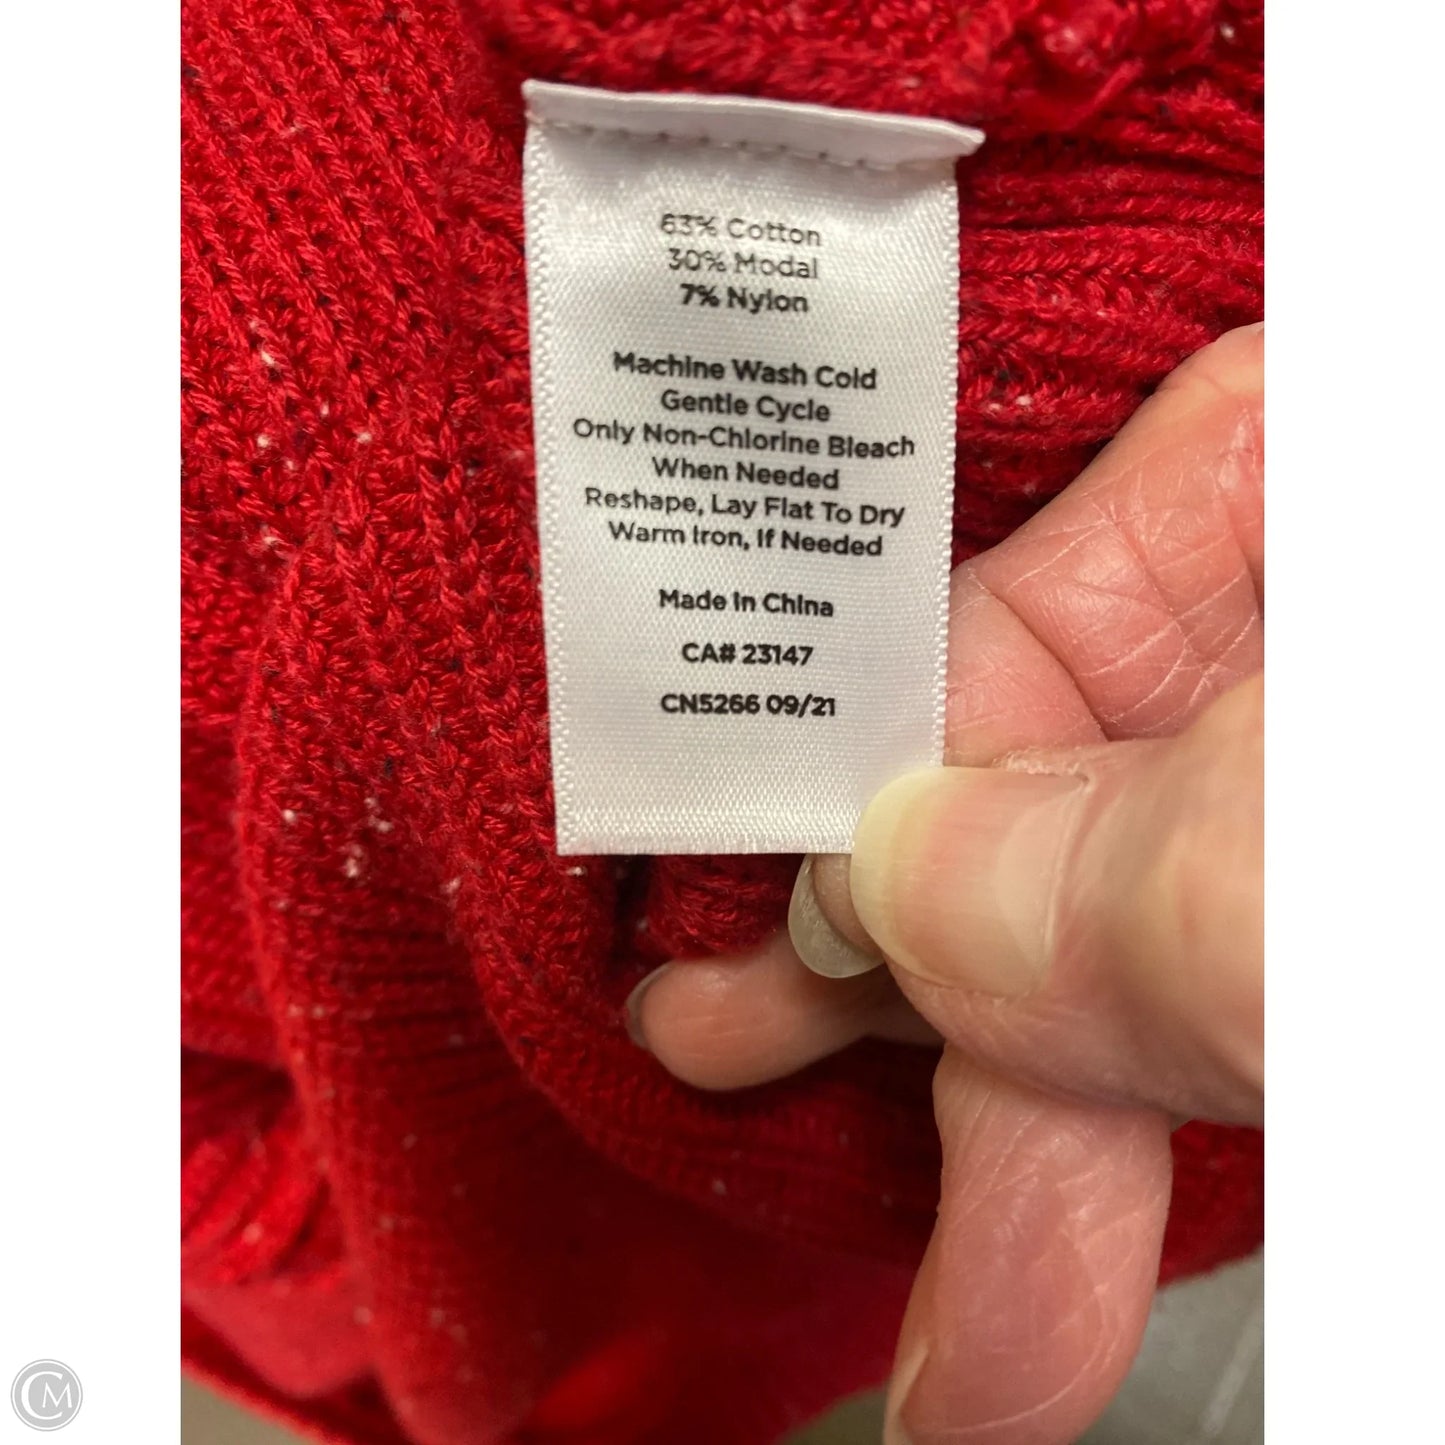 63% Cotton
30% Modal
7% Nylon
Machine Wash Cold
Gentle Cycle
Only Non-Chlorine Bleach
When Needed
Reshape, Lay Flat To Dry
Warm Iron, If Needed
Made In China
CA# 23147
CN5266 09/21
CM